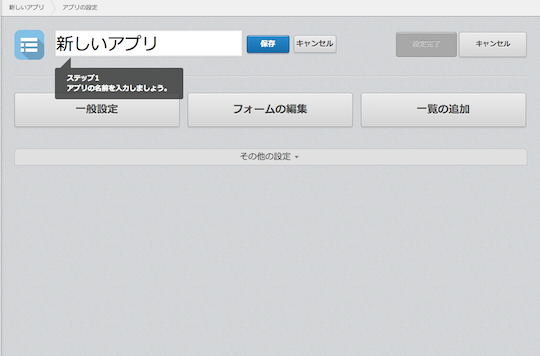 新しいアプリ
アプリの設定
新しいアプリ
保存
キャンセル
設定完了
キャンセル
ステップ1
アプリの名前を入力しましょう。
一般設定
フォームの編集
一覧の追加
その他の設定